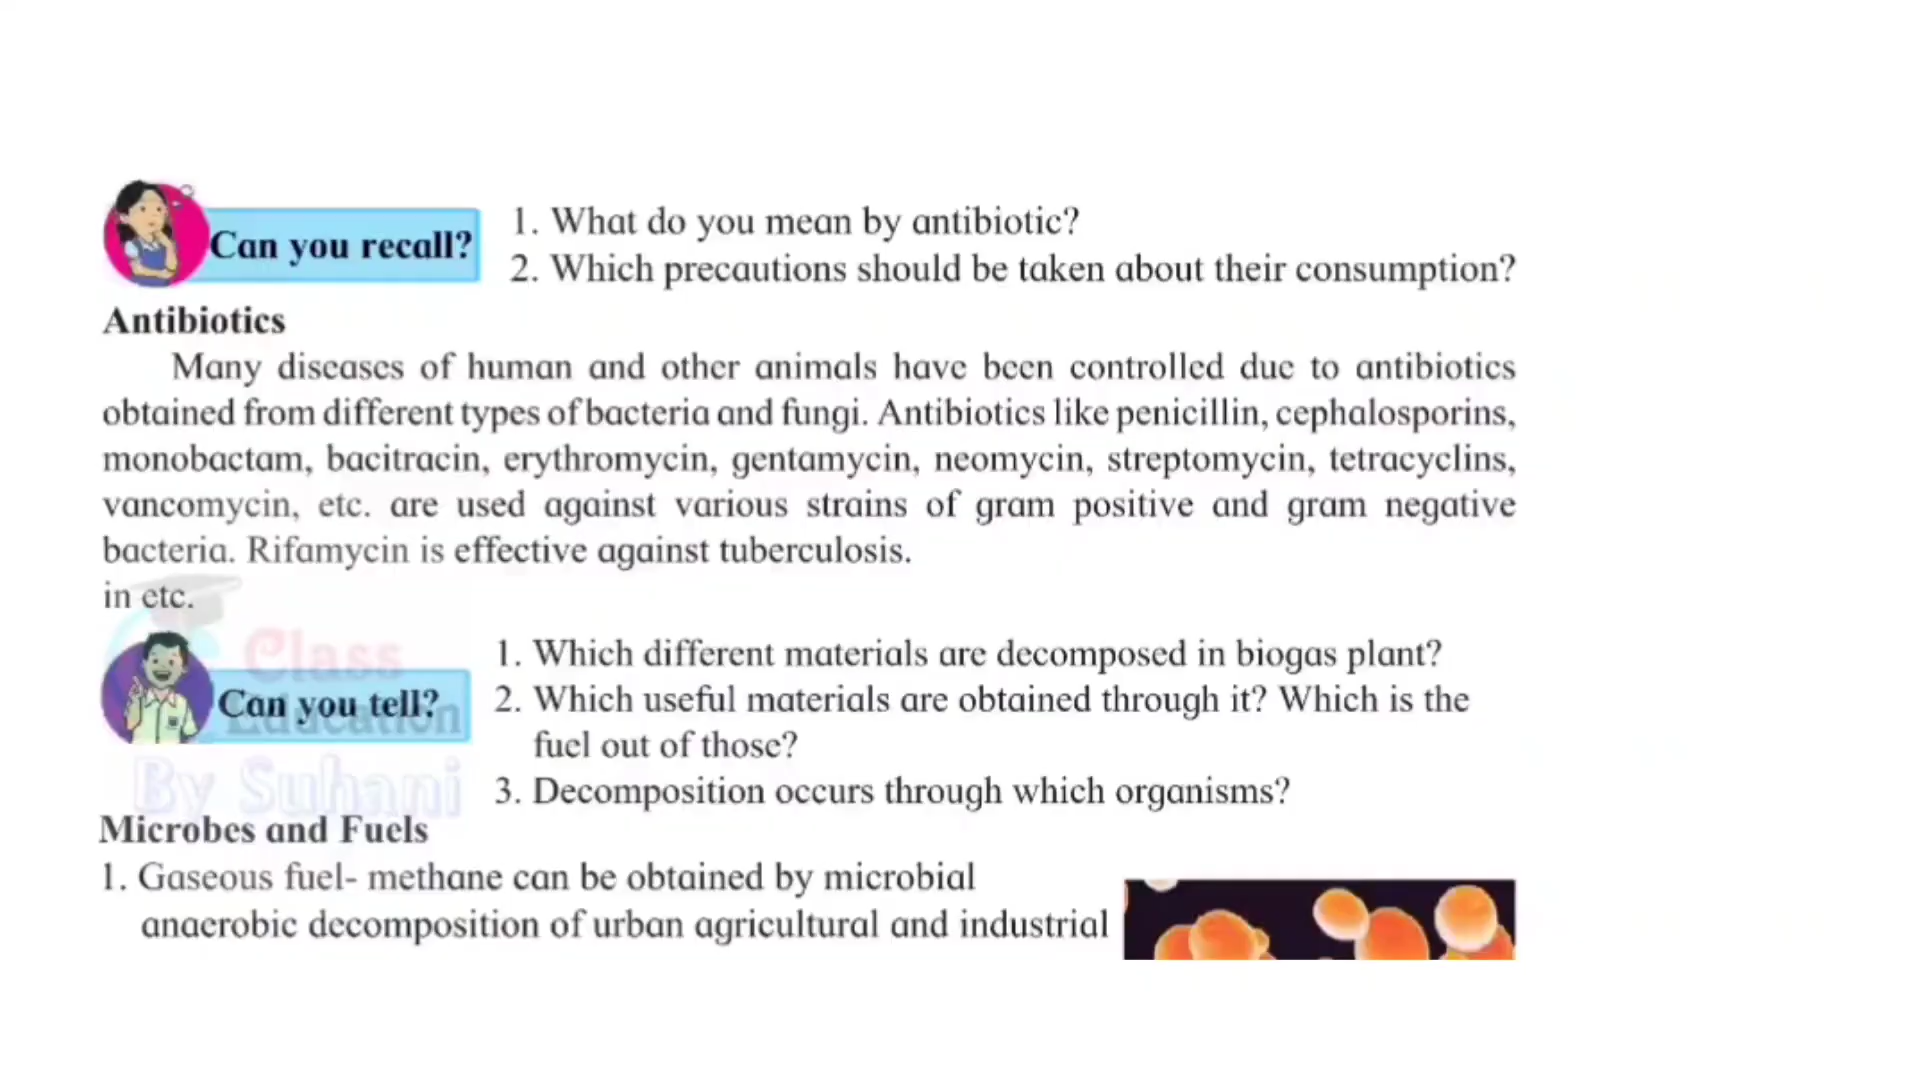 Can you recall?
1. What do you mean by antibiotic?
2. Which precautions should be taken about their consumption?
Antibiotics
Many diseases of human and other animals have been controlled due to antibiotics
obtained from different types of bacteria and fungi. Antibiotics like penicillin, cephalosporins,
monobactam, bacitracin, erythromycin, gentamycin, neomycin, streptomycin, tetracyclins,
vancomycin, etc. are used against various strains of gram positive and gram negative
bacteria. Rifamycin is effective against tuberculosis.
in etc.
Class
Education
By Suhani
Can you tell?
1. Which different materials are decomposed in biogas plant?
2. Which useful materials are obtained through it? Which is the
fuel out of those?
3. Decomposition occurs through which organisms?
Microbes and Fuels
1. Gaseous fuel- methane can be obtained by microbial
anaerobic decomposition of urban agricultural and industrial